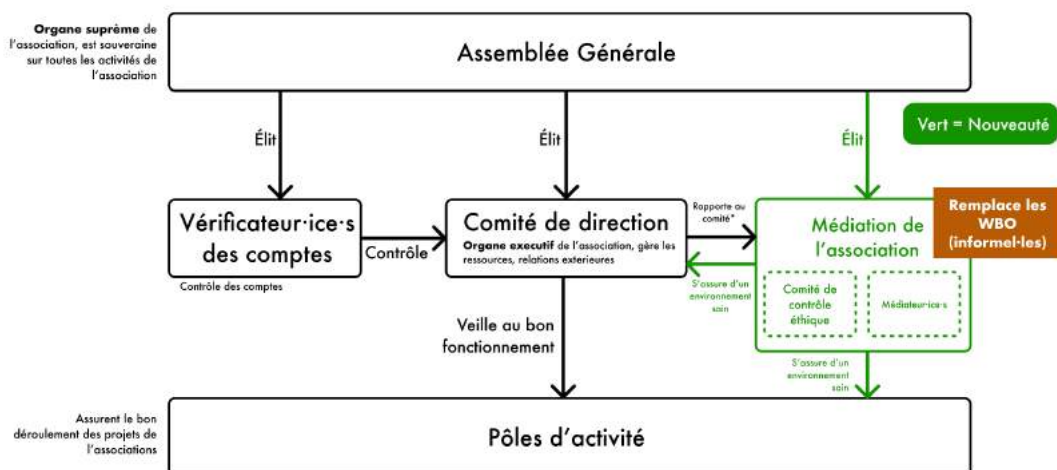 Organe suprême de
l'association, est souveraine
sur toutes les activités de
l'association
Assemblée Générale
Élit
Élit
Élit
Vert = Nouveauté
Vérificateur·ice·s
des comptes
Contrôle des comptes
Contrôle
Comité de direction
Organe executif de l'association, gère les
ressources, relations exterieures
Rapporte au
comité*
S'assure d'un
environnement
sain
Médiation de
l'association
Remplace les
WBO
(informel·les)
Comité de
contrôle
éthique
Médiateur·ice·s
Veille au bon
fonctionnement
S'assure d'un
environnement
sain
Assurent le bon
déroulement des projets de
l'associations
Pôles d'activité